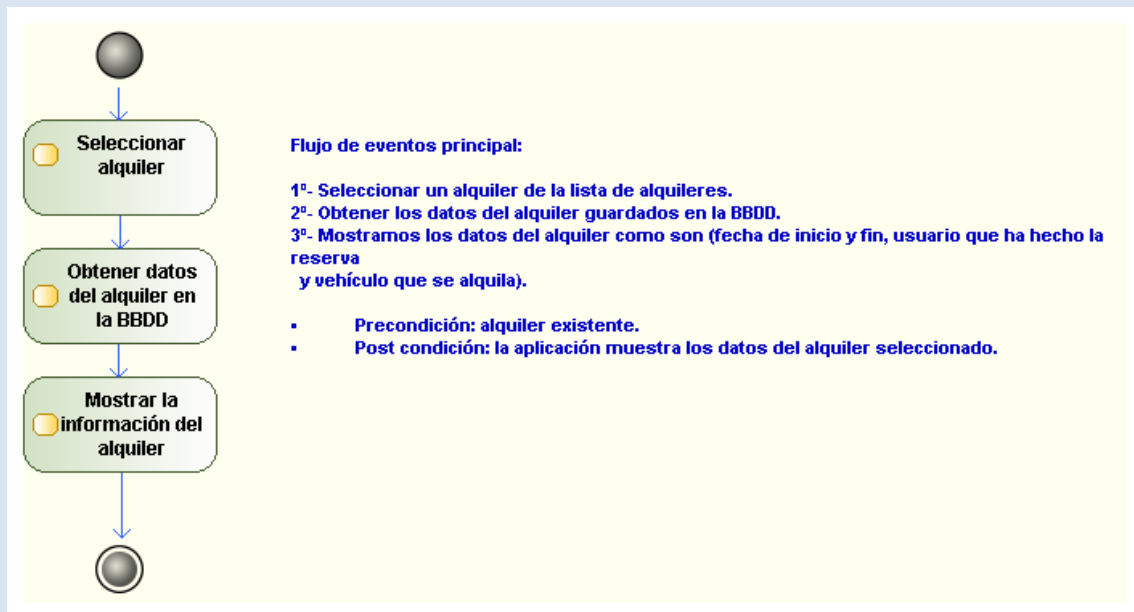 Seleccionar
alquiler
Obtener datos
del alquiler en
la BBDD
Mostrar la
información del
alquiler
Flujo de eventos principal:
1º- Seleccionar un alquiler de la lista de alquileres.
2º- Obtener los datos del alquiler guardados en la BBDD.
3º- Mostramos los datos del alquiler como son (fecha de inicio y fin, usuario que ha hecho la
reserva
y vehículo que se alquila).
▪ Precondición: alquiler existente.
▪ Post condición: la aplicación muestra los datos del alquiler seleccionado.